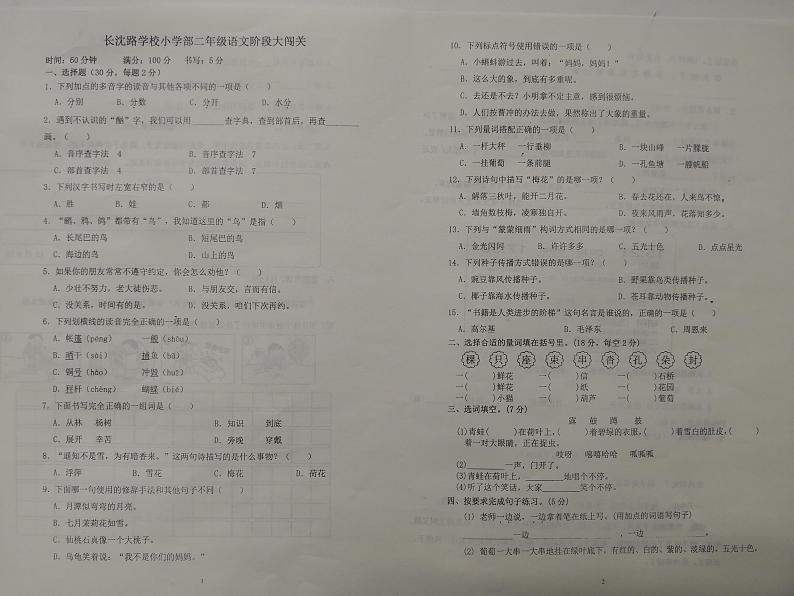 长沈路学校小学部二年级语文阶段大闯关
时间：60分钟 满分：100分 书写：5分
一、选择题（30分，每题2分）
1. 下列加点的多音字的读音与其他各项不同的一项是（ ）
A. 分别 B. 分数 C. 分开 D. 水分
2. 遇到不认识的“酪”字，我们可以用______查字典，查到部首后，再查______
画。（ ）
A. 音序查字法 4 B. 音序查字法 7
C. 部首查字法 4 D. 部首查字法 7
3. 下列汉字书写时左宽右窄的是（ ）
A. 胜 B. 娃 C. 都 D. 烟
4. “鹂、鸦、鸽”都带有“鸟”，我知道这里的“鸟”是指（ ）
A. 长尾巴的鸟 B. 短尾巴的鸟
C. 海边的鸟 D. 山上的鸟
5. 如果你的朋友常常不遵守约定，你会怎么劝他？（ ）
A. 少壮不努力，老大徒伤悲。 B. 与朋友交，言而有信。
C. 没关系，时间有的是。 D. 没关系，咱们下次再约。
6. 下列划横线的读音完全正确的一项是（ ）
A. 帐篷（péng） 一艘（shōu）
B. 晒干（sài） 捕鱼（bǔ）
C. 铜号（hào） 冲毁（huǐ）
D. 秤杆（chéng） 蝴蝶（bié）
7. 下面书写完全正确的一组词是（ ）
A. 从林 杨树 B. 知识 到底
C. 展开 幸苦 D. 旁晚 穿戴
8. “遥知不是雪，为有暗香来。”这两句诗描写的是什么事物？（ ）
A. 浮萍 B. 雪花 C. 梅花 D. 荷花
9. 下面哪一句使用的修辞手法和其他句子不同（ ）
A. 月漂似弯弯的月亮。
B. 七月茉莉花如雪。
C. 仙桃石真像一个大桃子。
D. 乌龟笑着说：“我不是你们的妈妈。”
1
10. 下列标点符号使用错误的一项是（ ）
A. 小蝌蚪游过去，叫着：“妈妈，妈妈！”
B. 这么大的象，到底有多重呢。
C. 去还是不去？小明拿不定主意，感到很烦恼。
D. 人们按曹冲的办法去做，果然称出了大象的重量。
11. 下列量词搭配正确的一项是（ ）
A. 一杆大秤 一行垂柳 B. 一块山峰 一片朦胧
C. 一挂葡萄 一条前腿 D. 一孔鱼塘 一艘帆船
12. 下列诗句中描写“梅花”的是哪一项？（ ）
A. 解落三秋叶，能开二月花。 B. 春去花还在，人来鸟不惊。
C. 墙角数枝梅，凌寒独自开。 D. 夜来风雨声，花落知多少。
13. 下列与“蒙蒙细雨”构词方式相同的是哪一项？（ ）
A. 金光闪闪 B. 许许多多 C. 五光十色 D. 点点星光
14. 下列种子传播方式错误的是哪一项？（ ）
A. 豌豆靠风传播种子。 B. 野果靠鸟类传播种子。
C. 椰子靠海水传播种子。 D. 苍耳靠动物传播种子。
15. “书籍是人类进步的阶梯”这句名言是谁说的，正确的一项是（ ）
A. 高尔基 B. 毛泽东 C. 周恩来
二、选择合适的量词填在括号里。（18分，每空2分）
棵 只 座 束 串 沓 孔 朵 封
一（ ）鲜花 一（ ）信 一（ ）石桥
一（ ）鲜花 一（ ）纸 一（ ）花园
一（ ）小猫 一（ ）葫芦 一（ ）葡萄
三、选词填空。（7分）
露 鼓 蹲 披
(1)青蛙（ ）在荷叶上，（ ）着碧绿的衣服，（ ）着雪白的肚皮，（ ）
着一对大眼睛，正在捉虫。
吱呀 嘻嘻哈哈 呱呱呱
(2)______一声，门开了。
(3)青蛙在荷叶上，______地唱个不停。
(4)听了这个笑话，大家______笑个不停。
四、按要求完成句子练习。（5分）
(1) 老师一边说，一边拿着笔在纸上写。（用加点的词语写句子）
______一边______，一边______。
(2) 葡萄一大串一大串地挂在绿叶底下，有红的、白的、紫的、淡绿的，五光十色，
2